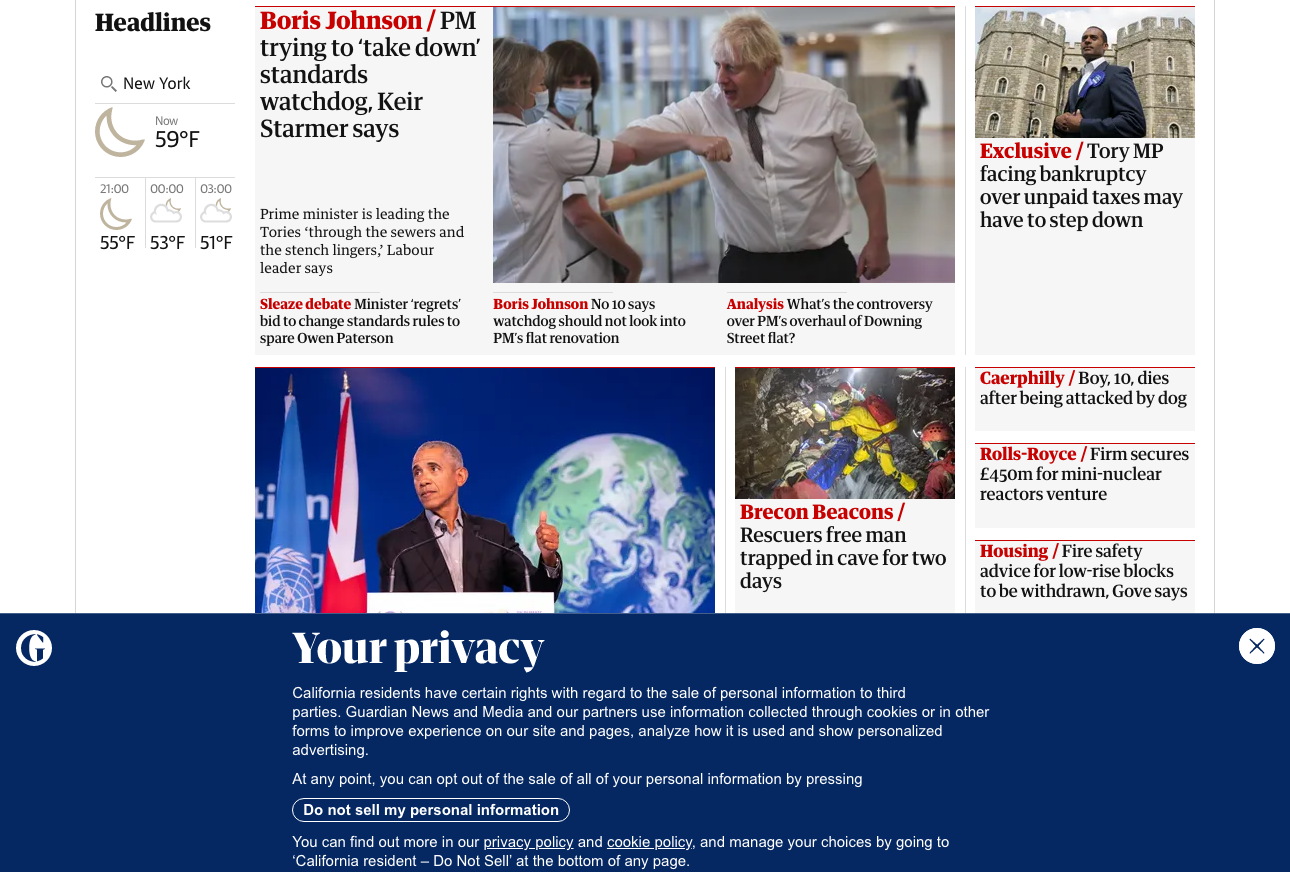 Headlines
New York
Now
59°F
21:00
00:00
03:00
55°F
53°F
51°F
Boris Johnson / PM
trying to ‘take down’
standards
watchdog, Keir
Starmer says
Prime minister is leading the
Tories ‘through the sewers and
the stench lingers,’ Labour
leader says
Sleaze debate Minister ‘regrets’
bid to change standards rules to
spare Owen Paterson
Boris Johnson No 10 says
watchdog should not look into
PM’s flat renovation
Analysis What’s the controversy
over PM’s overhaul of Downing
Street flat?
Exclusive / Tory MP
facing bankruptcy
over unpaid taxes may
have to step down
Brecon Beacons /
Rescuers free man
trapped in cave for two
days
Caerphilly / Boy, 10, dies
after being attacked by dog
Rolls-Royce / Firm secures
£450m for mini-nuclear
reactors venture
Housing / Fire safety
advice for low-rise blocks
to be withdrawn, Gove says
Your privacy
California residents have certain rights with regard to the sale of personal information to third
parties. Guardian News and Media and our partners use information collected through cookies or in other
forms to improve experience on our site and pages, analyze how it is used and show personalized
advertising.
At any point, you can opt out of the sale of all of your personal information by pressing
Do not sell my personal information
You can find out more in our privacy policy and cookie policy, and manage your choices by going to
‘California resident – Do Not Sell’ at the bottom of any page.